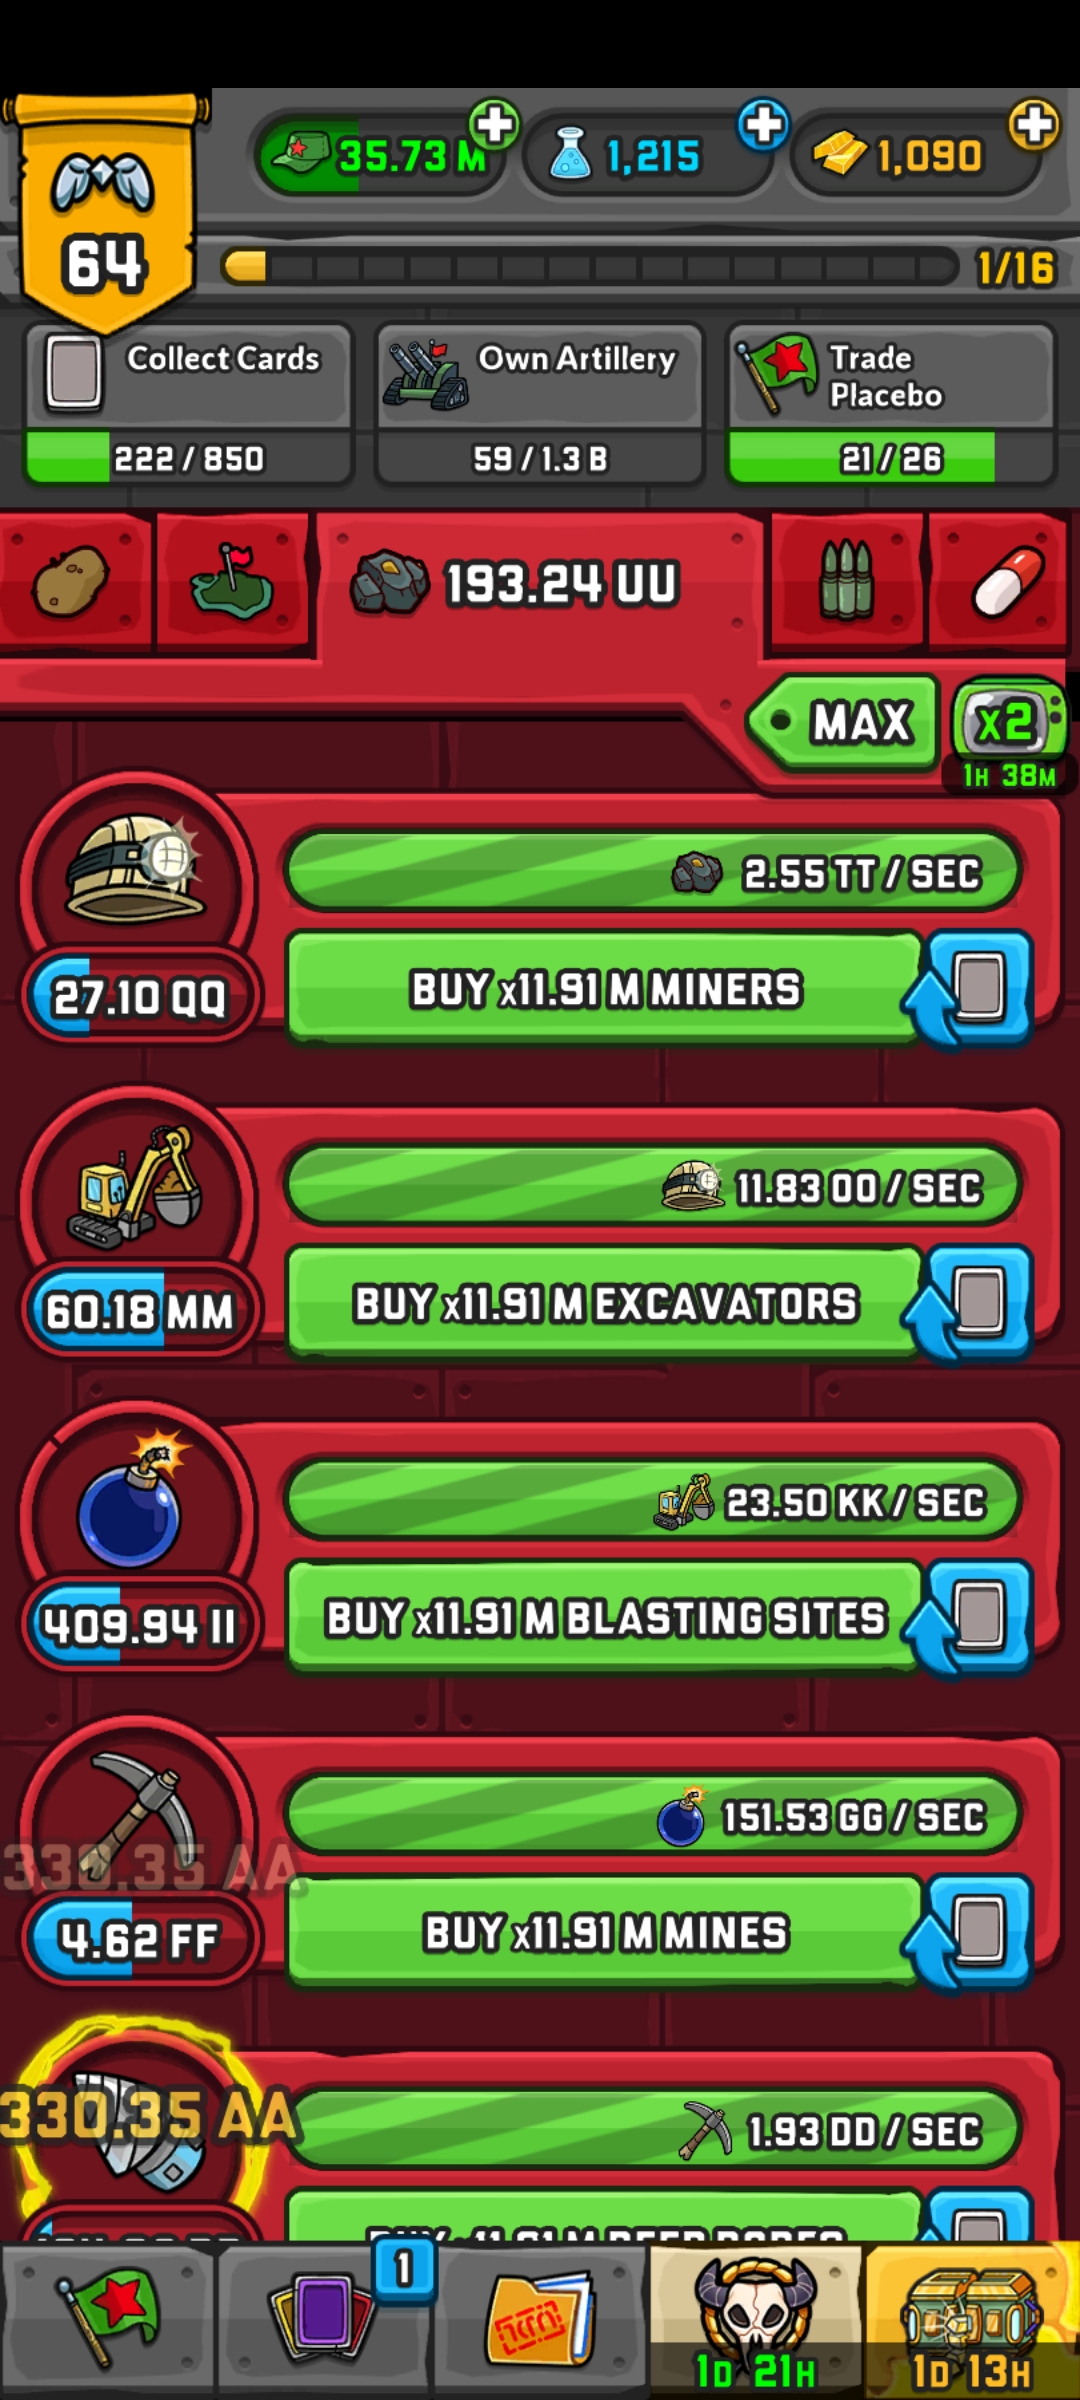 35.73 M
1,215
1,090
64
1/16
Collect Cards
222 / 850
Own Artillery
59 / 1.3 B
Trade
Placebo
21 / 26
193.24 UU
MAX
x2
1H 38M
2.55 TT / SEC
27.10 QQ
BUY x11.91 M MINERS
11.83 OO / SEC
60.18 MM
BUY x11.91 M EXCAVATORS
23.50 KK / SEC
409.94 II
BUY x11.91 M BLASTING SITES
151.53 GG / SEC
330.35 AA
4.62 FF
BUY x11.91 M MINES
330.35 AA
1.93 DD / SEC
BUY x11.91 M
1
1D 21H
1D 13H